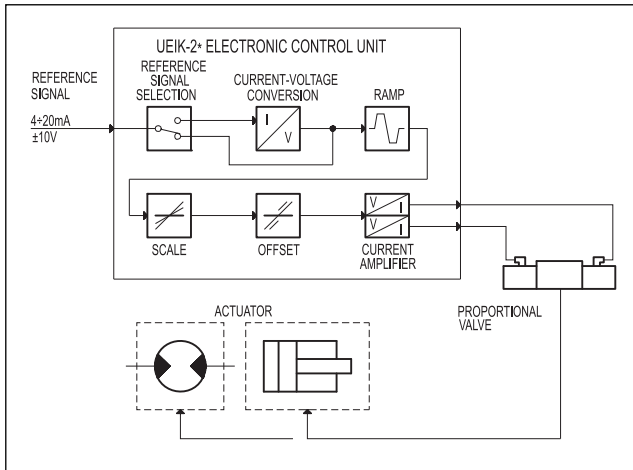 UEIK-2* ELECTRONIC CONTROL UNIT
REFERENCE
SIGNAL
4÷20mA
±10V
REFERENCE
SIGNAL
SELECTION
CURRENT-VOLTAGE
CONVERSION
I
V
RAMP
SCALE
OFFSET
V
I
V
I
CURRENT
AMPLIFIER
PROPORTIONAL
VALVE
ACTUATOR